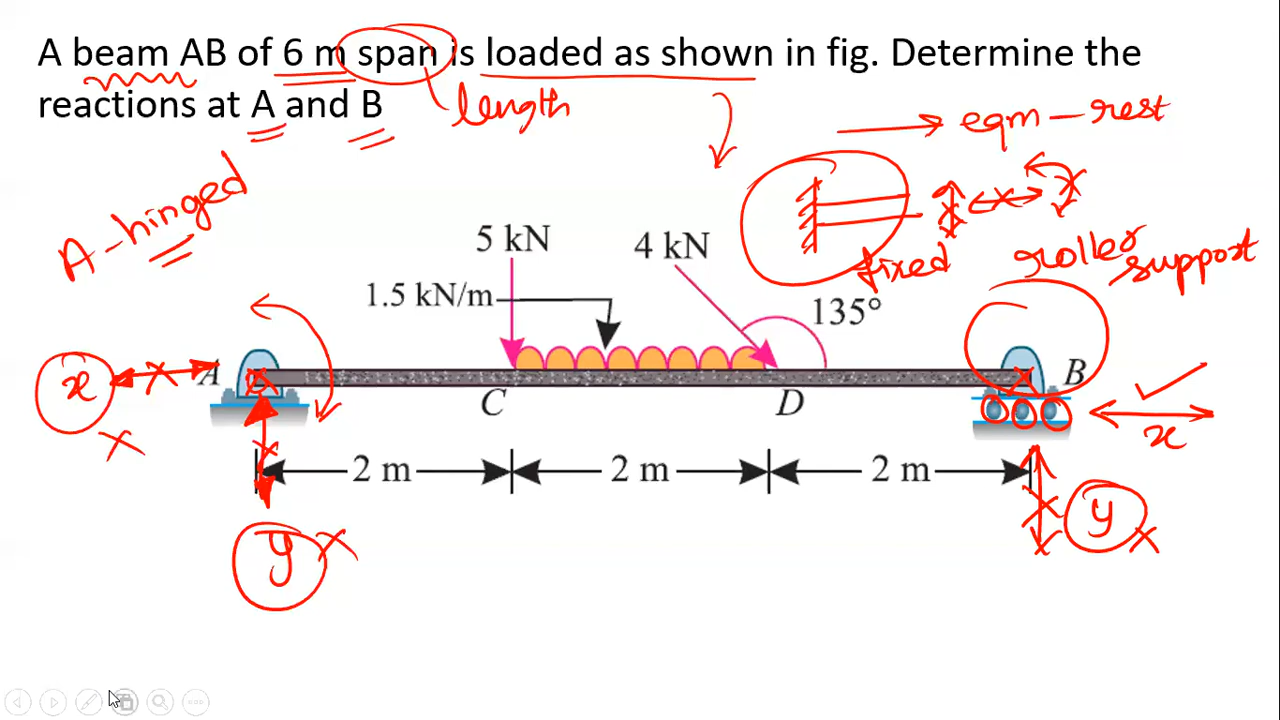 A beam AB of 6 m span is loaded as shown in fig. Determine the
reactions at A and B
length
eqm - rest
A - hinged
fixed
roller
support
5 kN
4 kN
1.5 kN/m
135°
x
A
B
C
D
x
2 m
2 m
2 m
y
y